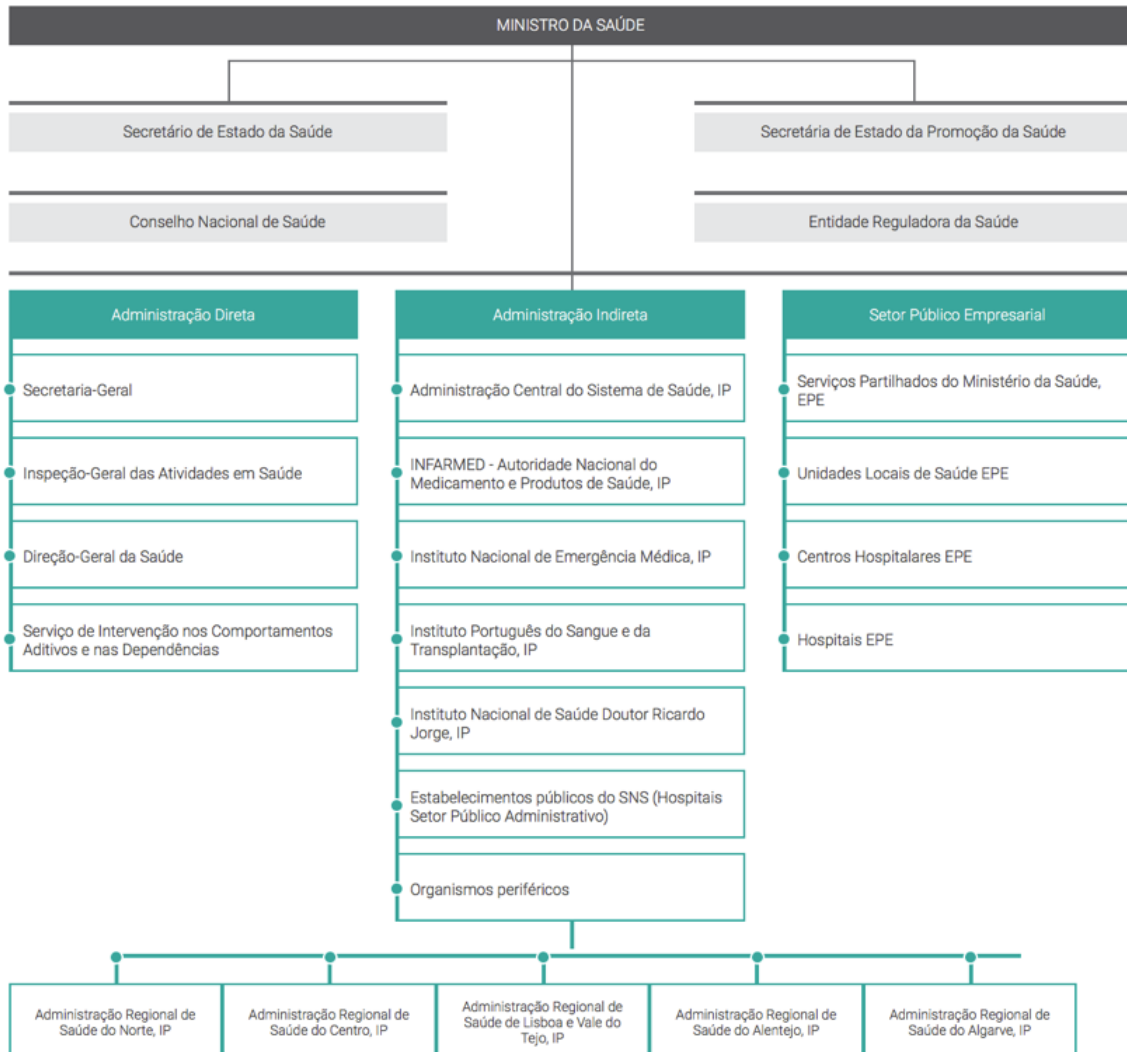 MINISTRO DA SAÚDE
Secretário de Estado da Saúde
Secretária de Estado da Promoção da Saúde
Conselho Nacional de Saúde
Entidade Reguladora da Saúde
Administração Direta
Secretaria-Geral
Inspeção-Geral das Atividades em Saúde
Direção-Geral da Saúde
Serviço de Intervenção nos Comportamentos
Aditivos e nas Dependências
Administração Indireta
Administração Central do Sistema de Saúde, IP
INFARMED - Autoridade Nacional do
Medicamento e Produtos de Saúde, IP
Instituto Nacional de Emergência Médica, IP
Instituto Português do Sangue e da
Transplantação, IP
Instituto Nacional de Saúde Doutor Ricardo
Jorge, IP
Estabelecimentos públicos do SNS (Hospitais
Setor Público Administrativo)
Organismos periféricos
Setor Público Empresarial
Serviços Partilhados do Ministério da Saúde,
EPE
Unidades Locais de Saúde EPE
Centros Hospitalares EPE
Hospitais EPE
Administração Regional de
Saúde do Norte, IP
Administração Regional de
Saúde do Centro, IP
Administração Regional de
Saúde de Lisboa e Vale do
Tejo, IP
Administração Regional de
Saúde do Alentejo, IP
Administração Regional de
Saúde do Algarve, IP